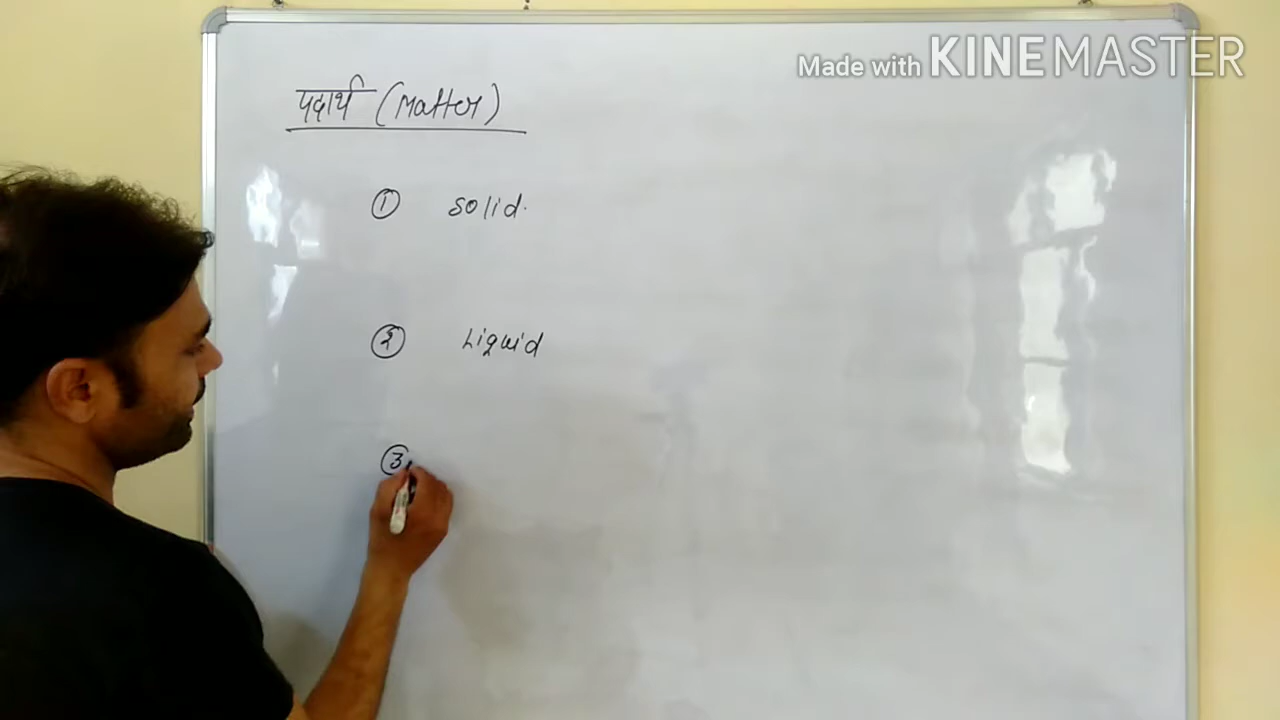 Made with KINEMASTER
पदार्थ (Matter)
① Solid.
② Liquid
③